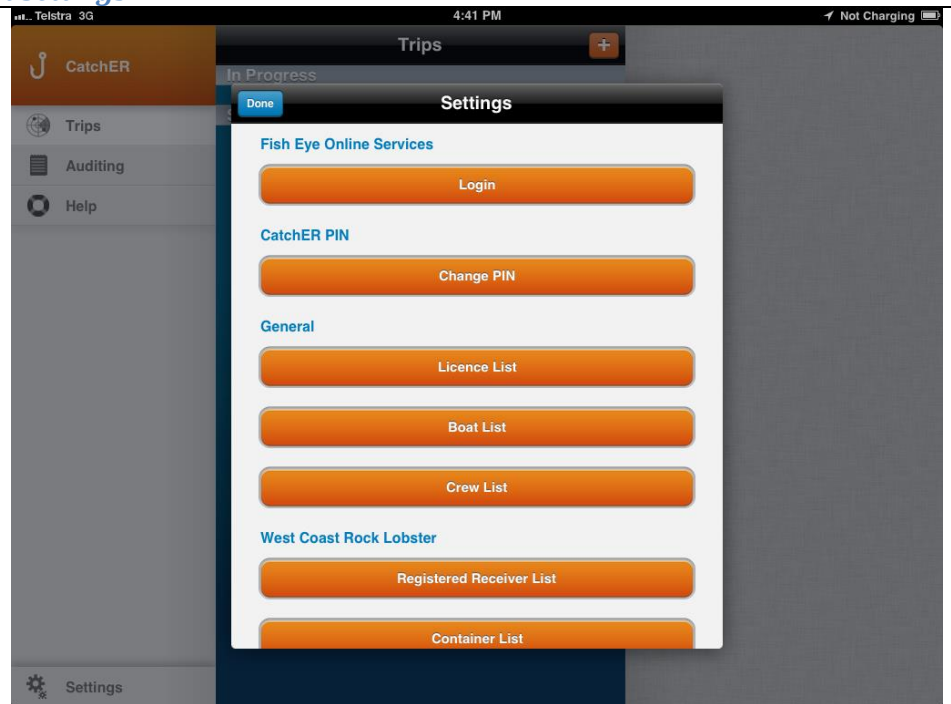 Telstra 3G
4:41 PM
Not Charging
CatchER
Trips
Auditing
Help
Settings
Trips
+
In Progress
Done
Settings
Fish Eye Online Services
Login
CatchER PIN
Change PIN
General
Licence List
Boat List
Crew List
West Coast Rock Lobster
Registered Receiver List
Container List